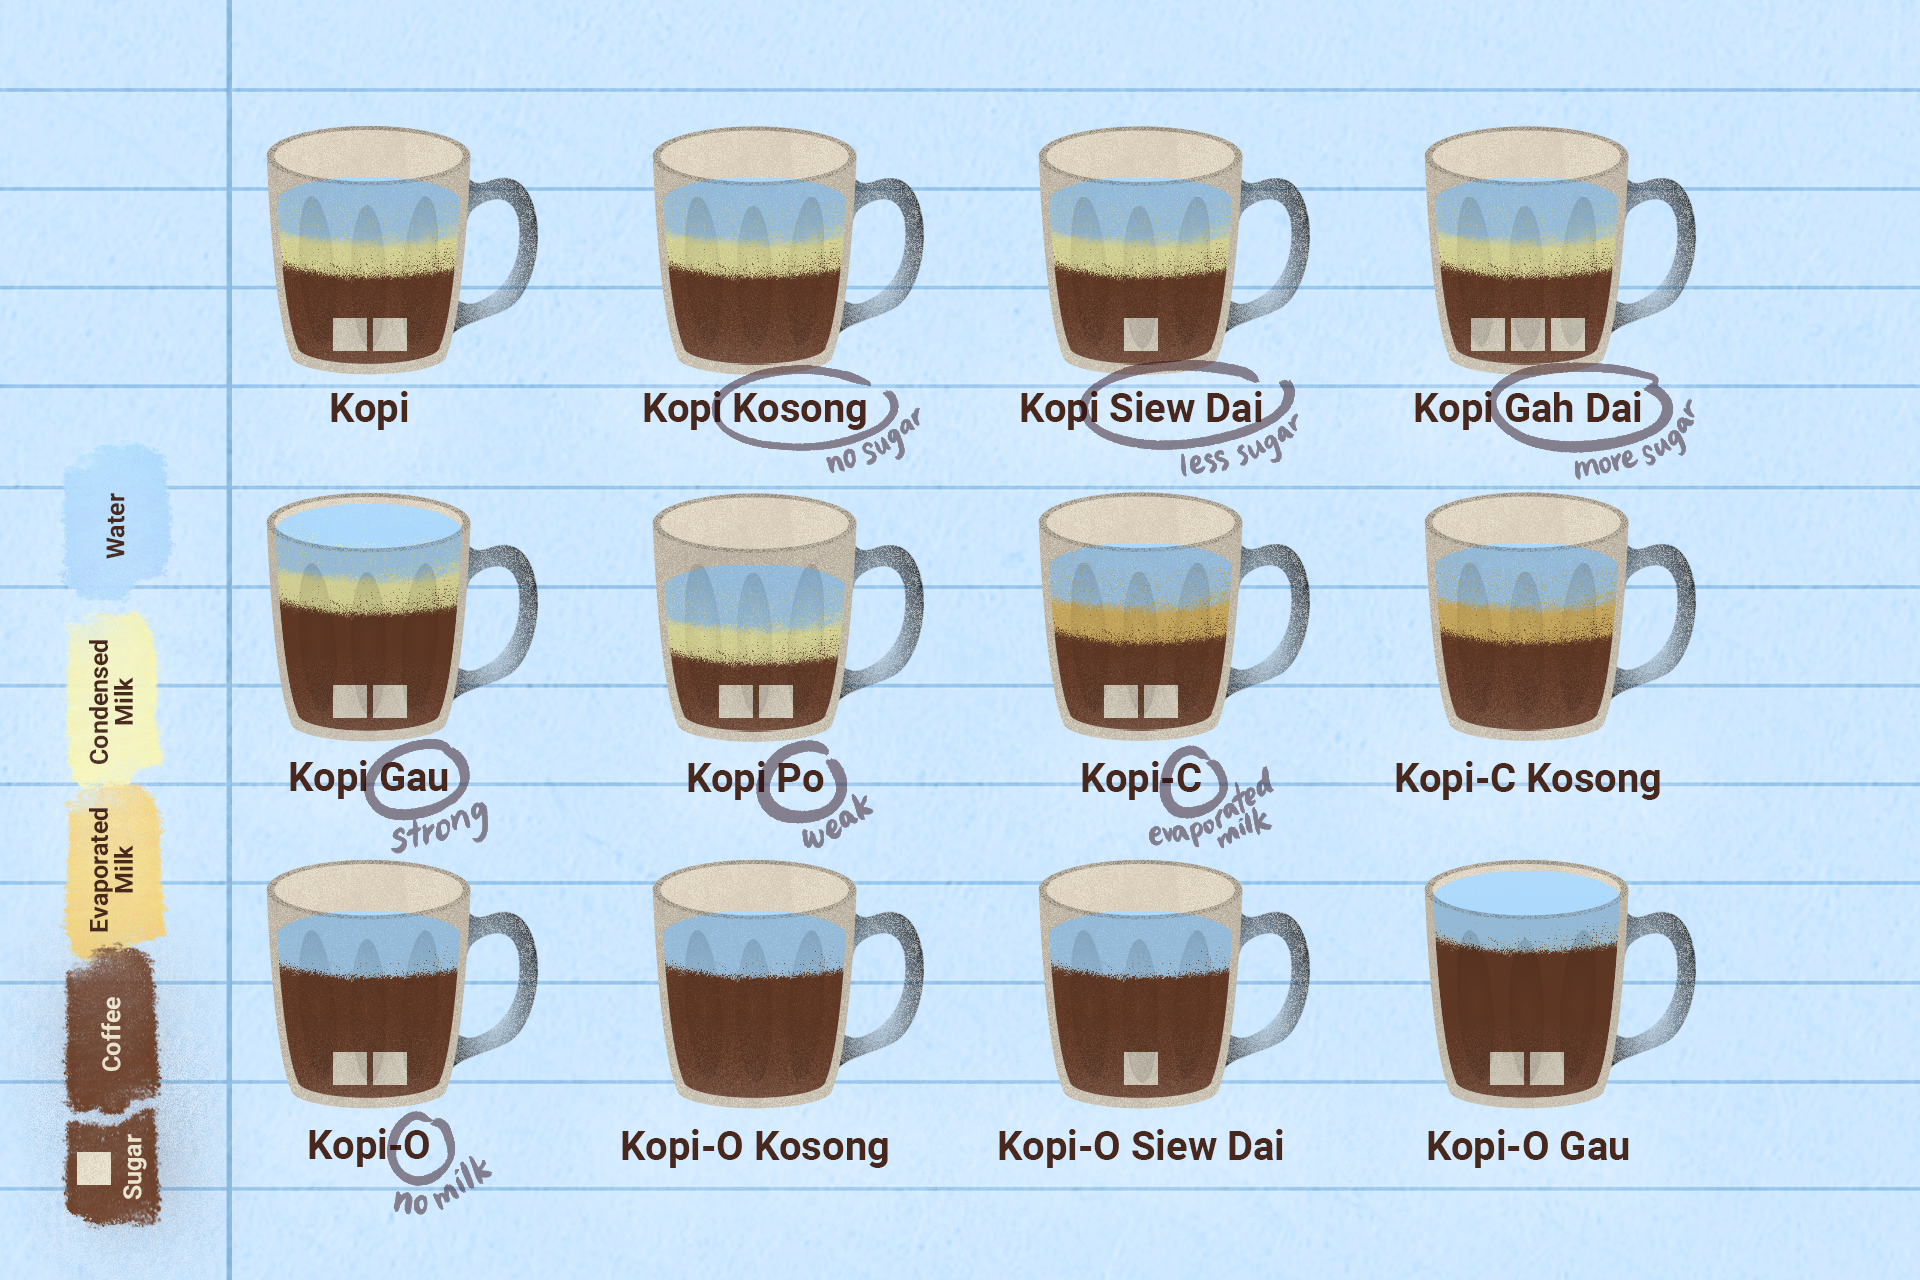 Kopi
Kopi Kosong
no sugar
Kopi Siew Dai
less sugar
Kopi Gah Dai
more sugar
Kopi Gau
strong
Kopi Po
weak
Kopi-C
evaporated
milk
Kopi-C Kosong
Kopi-O
no milk
Kopi-O Kosong
Kopi-O Siew Dai
Kopi-O Gau
Water
Condensed
Milk
Evaporated
Milk
Coffee
Sugar